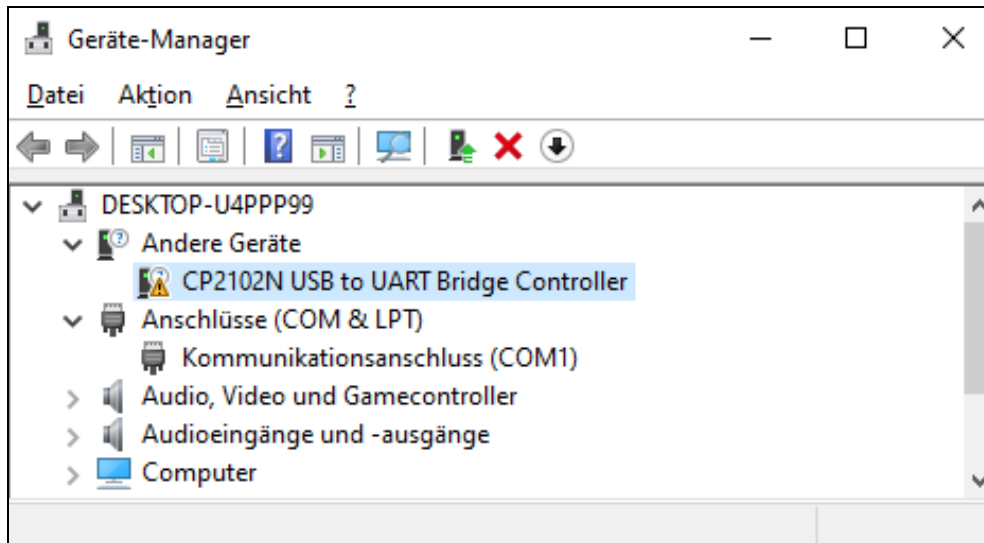 Geräte-Manager
Datei Aktion Ansicht ?
DESKTOP-U4PPP99
Andere Geräte
CP2102N USB to UART Bridge Controller
Anschlüsse (COM & LPT)
Kommunikationsanschluss (COM1)
Audio, Video und Gamecontroller
Audioeingänge und -ausgänge
Computer